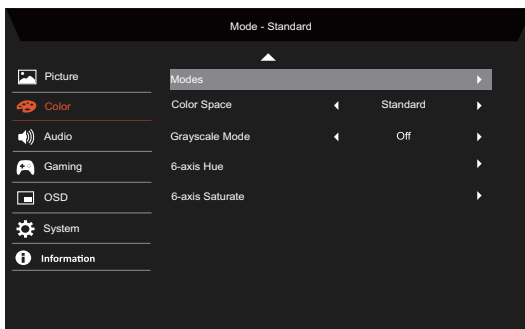 Mode - Standard
Picture
Color
Audio
Gaming
OSD
System
Information
Modes
Color Space Standard
Grayscale Mode Off
6-axis Hue
6-axis Saturate